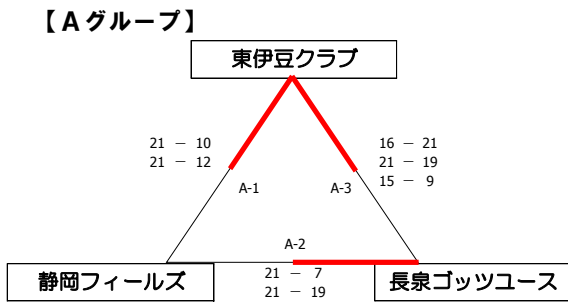 【Aグループ】
東伊豆クラブ
21 － 10
21 － 12
16 － 21
21 － 19
15 － 9
A-1
A-3
A-2
静岡フィールズ
21 － 7
21 － 19
長泉ゴッツユース